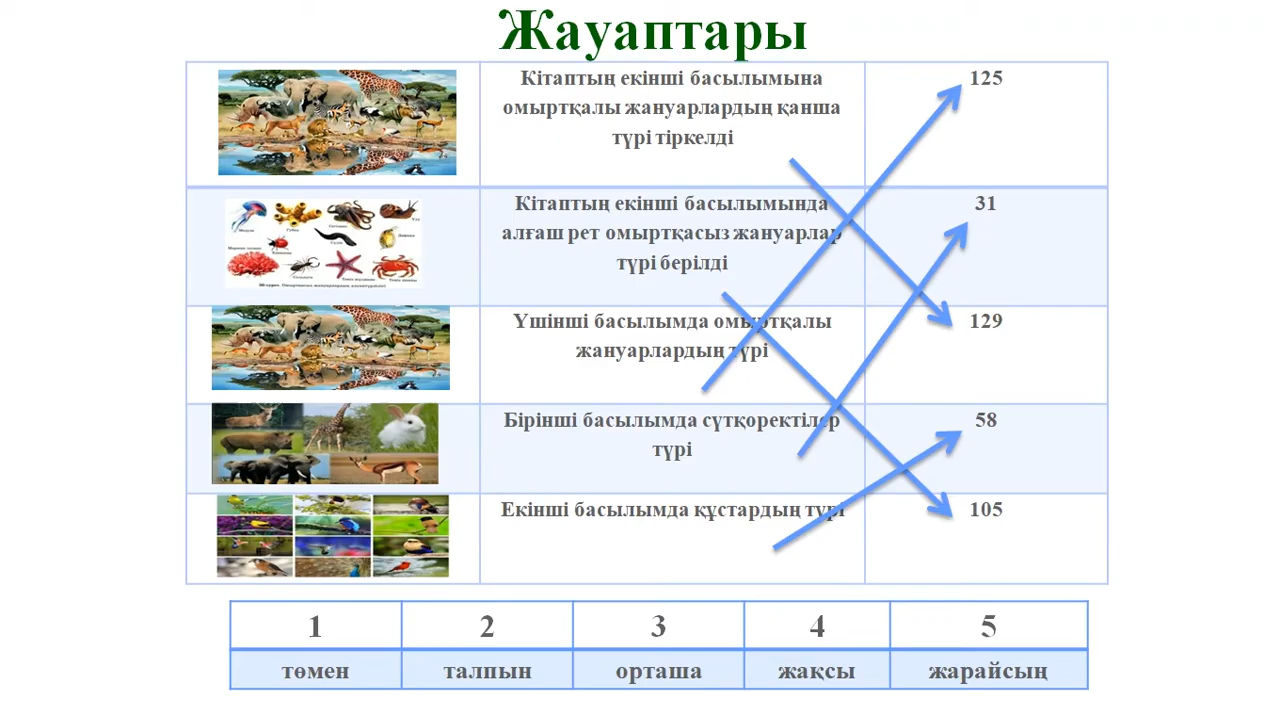 Жауаптары
Кітаптың екінші басылымына
омыртқалы жануарлардың қанша
түрі тіркелді
125
Кітаптың екінші басылымында
алғаш рет омыртқасыз жануарлар
түрі берілді
31
Үшінші басылымда омыртқалы
жануарлардың түрі
129
Бірінші басылымда сүтқоректілер
түрі
58
Екінші басылымда құстардың түрі
105
1 2 3 4 5
төмен талпын орташа жақсы жарайсың